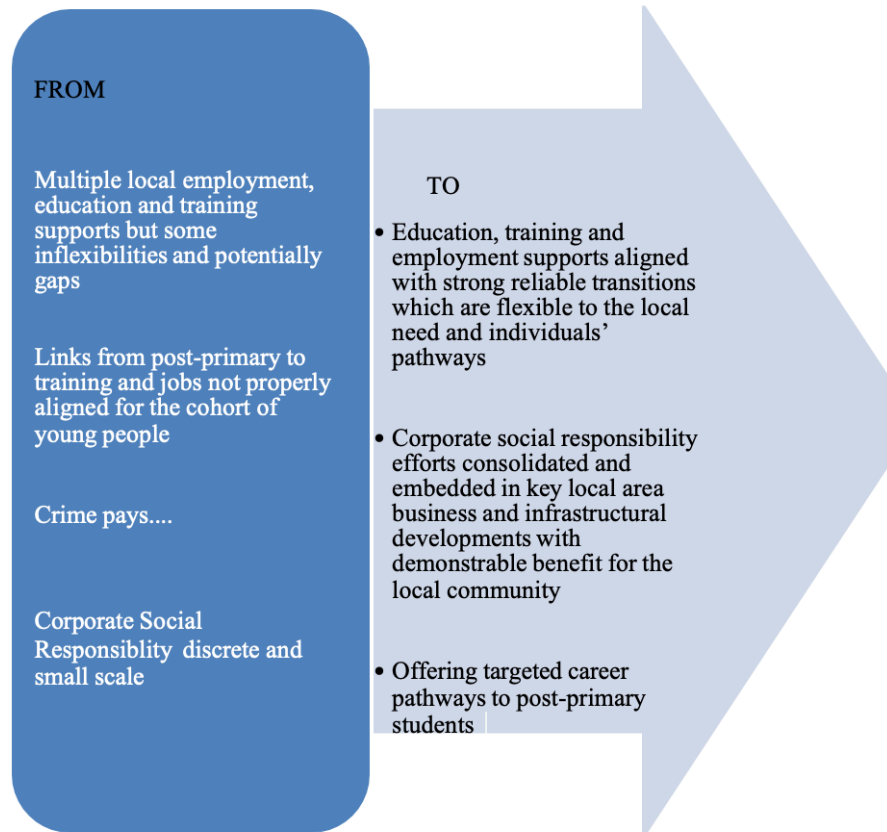 FROM
Multiple local employment,
education and training
supports but some
inflexibilities and potentially
gaps
Links from post-primary to
training and jobs not properly
aligned for the cohort of
young people
Crime pays....
Corporate Social
Responsiblity discrete and
small scale
TO
• Education, training and
employment supports aligned
with strong reliable transitions
which are flexible to the local
need and individuals’
pathways
• Corporate social responsibility
efforts consolidated and
embedded in key local area
business and infrastructural
developments with
demonstrable benefit for the
local community
• Offering targeted career
pathways to post-primary
students